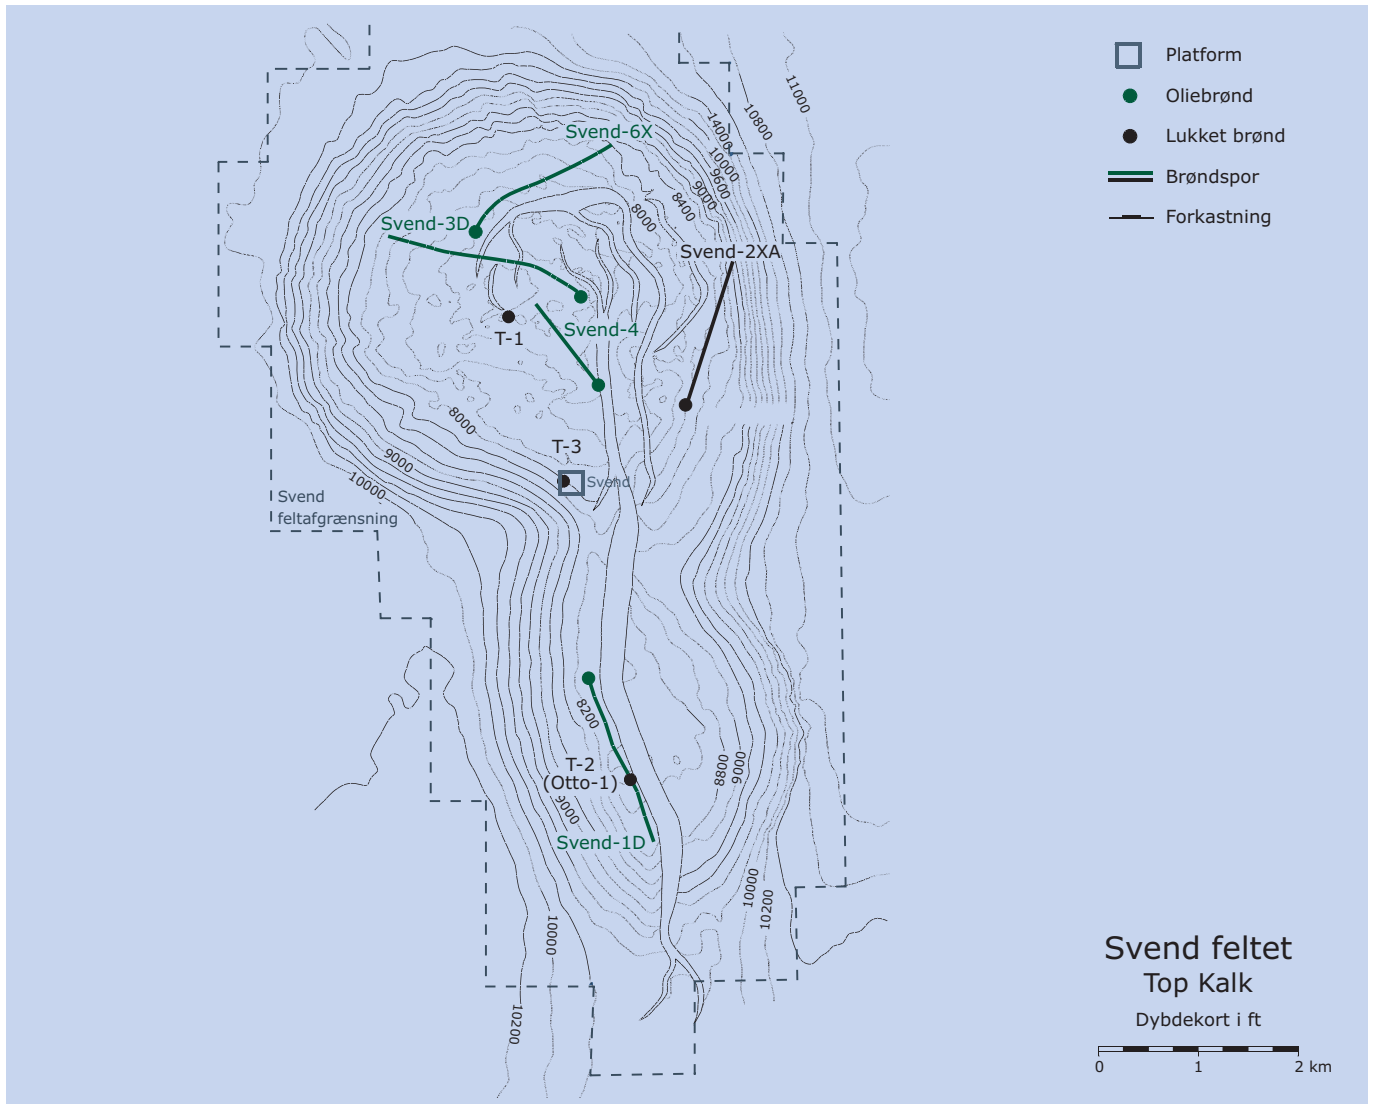 Platform
Oliebrønd
Lukket brønd
Brøndspor
Forkastning
11000
10800
14000
10000
9600
9000
8400
8000
Svend-6X
Svend-3D
Svend-2XA
T-1
Svend-4
8000
9000
10000
T-3
Svend
Svend
feltafgrænsning
8200
T-2
(Otto-1)
9000
8800
9000
Svend-1D
10000
10200
10000
10200
Svend feltet
Top Kalk
Dybdekort i ft
0 1 2 km